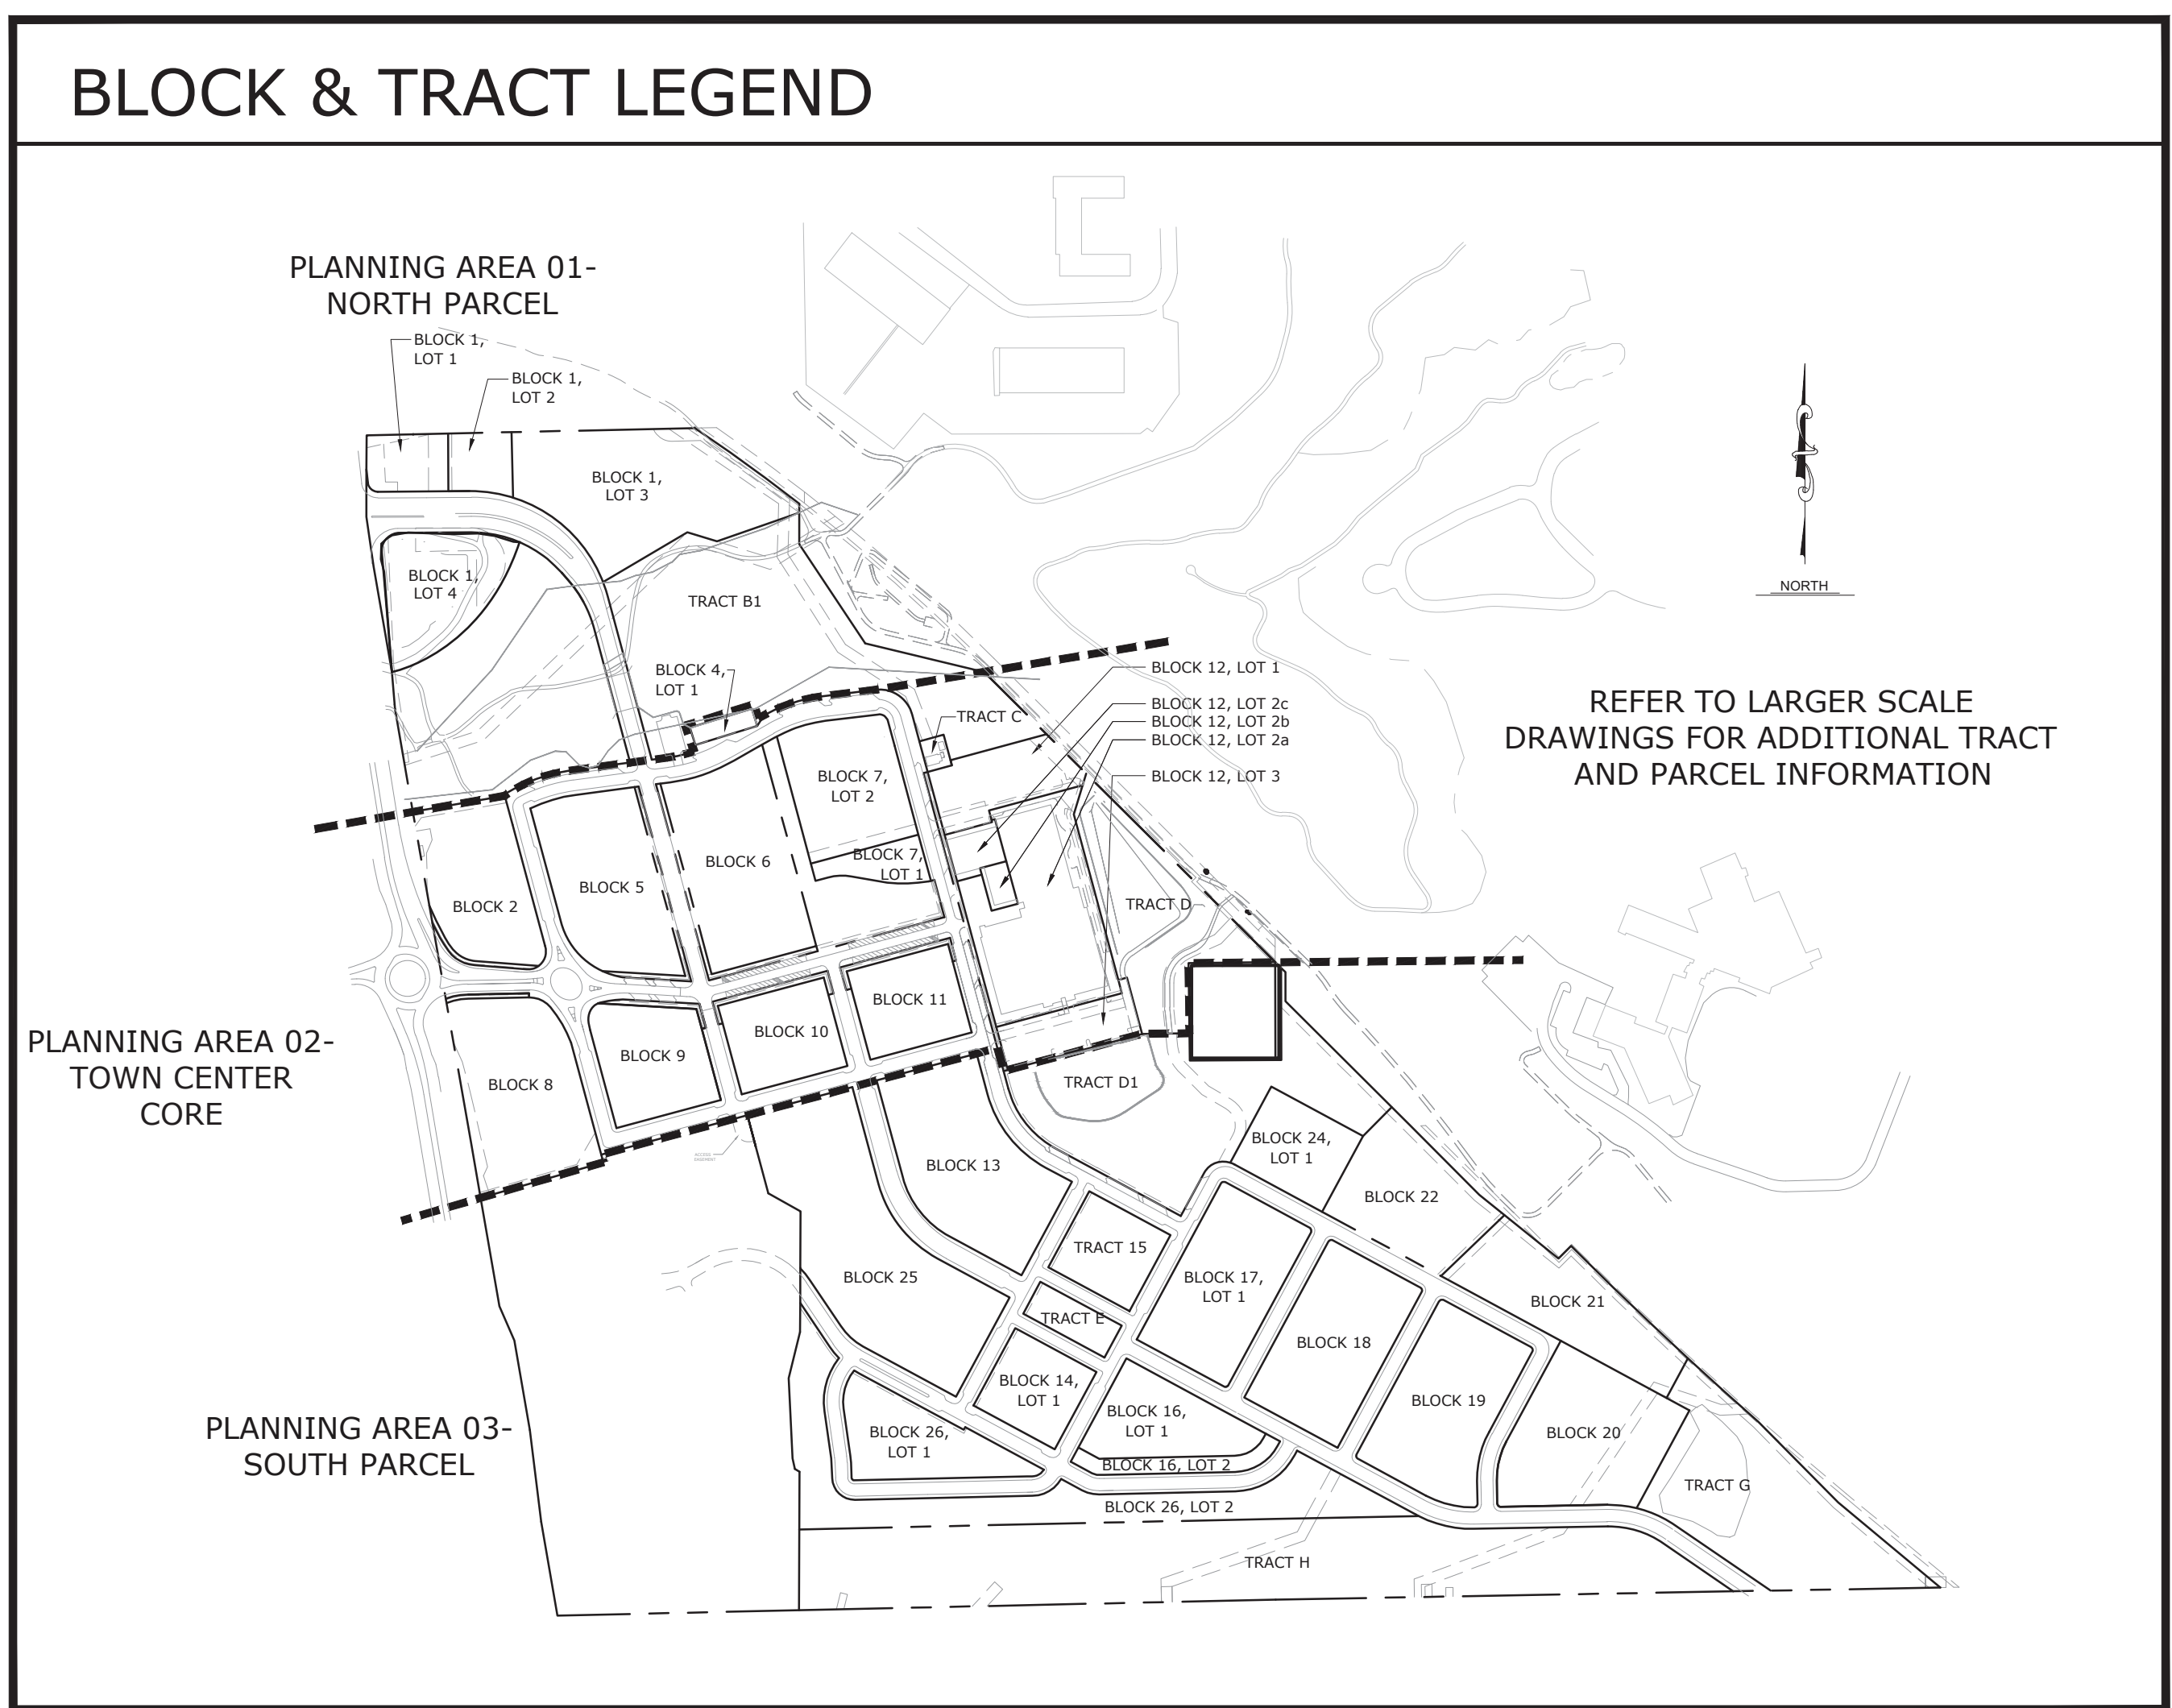 BLOCK & TRACT LEGEND
PLANNING AREA 01-
NORTH PARCEL
BLOCK 1,
LOT 1
BLOCK 1,
LOT 2
BLOCK 1,
LOT 3
BLOCK 1,
LOT 4
TRACT B1
NORTH
BLOCK 4,
LOT 1
BLOCK 12, LOT 1
BLOCK 12, LOT 2c
BLOCK 12, LOT 2b
BLOCK 12, LOT 2a
BLOCK 12, LOT 3
TRACT C
REFER TO LARGER SCALE
DRAWINGS FOR ADDITIONAL TRACT
AND PARCEL INFORMATION
BLOCK 7,
LOT 2
BLOCK 7,
LOT 1
BLOCK 6
BLOCK 5
BLOCK 2
TRACT D
BLOCK 11
BLOCK 10
BLOCK 9
BLOCK 8
PLANNING AREA 02-
TOWN CENTER
CORE
TRACT D1
ACCESS
EASEMENT
BLOCK 13
BLOCK 24,
LOT 1
BLOCK 22
TRACT 15
BLOCK 25
BLOCK 17,
LOT 1
BLOCK 21
TRACT E
BLOCK 18
BLOCK 14,
LOT 1
BLOCK 19
BLOCK 16,
LOT 1
BLOCK 20
PLANNING AREA 03-
SOUTH PARCEL
BLOCK 26,
LOT 1
BLOCK 16, LOT 2
TRACT G
BLOCK 26, LOT 2
TRACT H